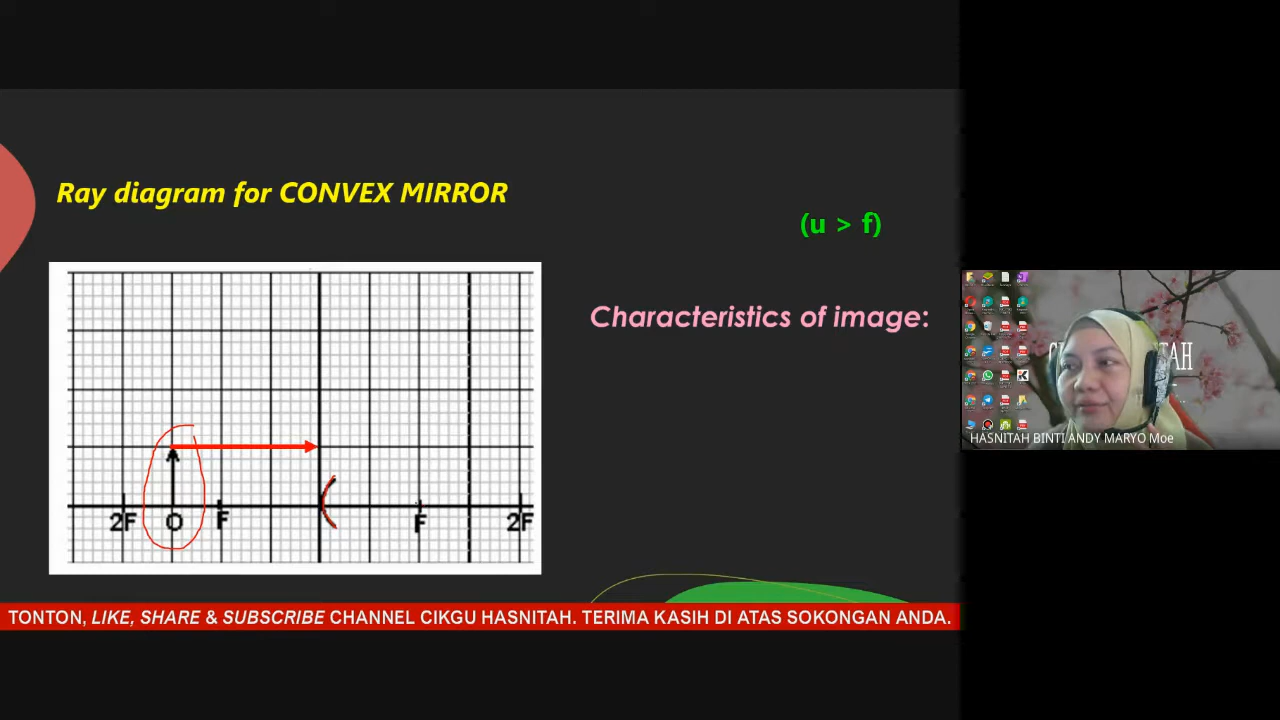 Ray diagram for CONVEX MIRROR
(u > f)
Characteristics of image:
2F O F F 2F
TAH
HASNITAH BINTI ANDY MARYO Moe
TONTON, LIKE, SHARE & SUBSCRIBE CHANNEL CIKGU HASNITAH. TERIMA KASIH DI ATAS SOKONGAN ANDA.